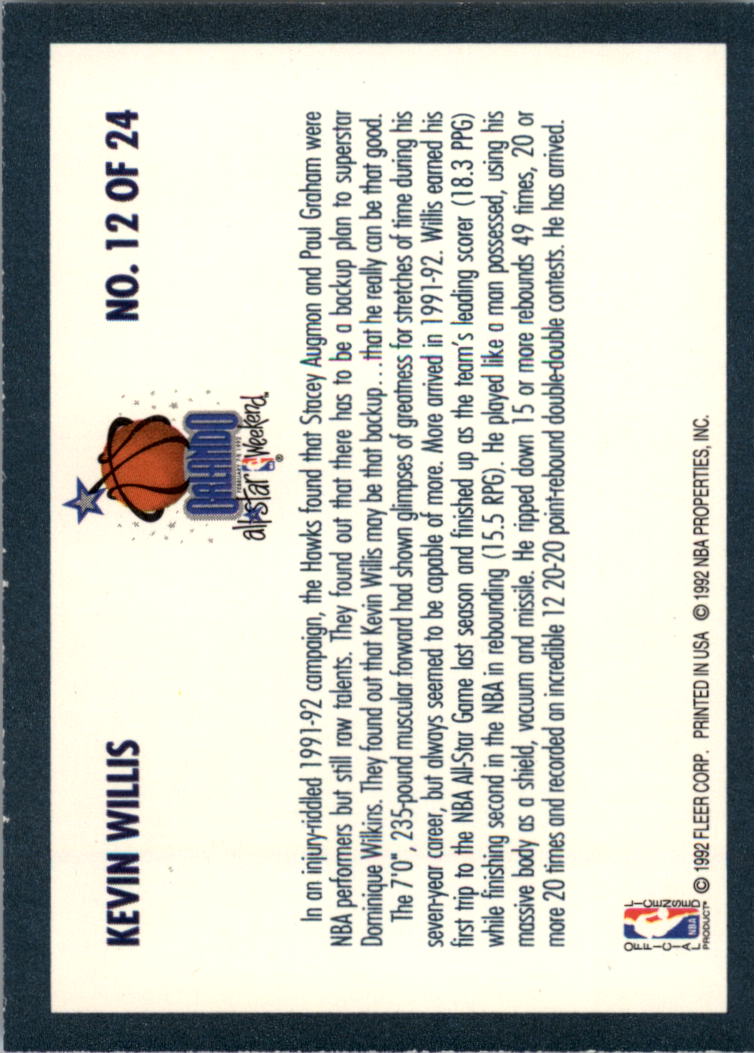 KEVIN WILLIS
ORLANDO
all-star weekend
®
NO. 12 OF 24
In an injury-riddled 1991-92 campaign, the Hawks found that Stacey Augmon and Paul Graham were
NBA performers but still raw talents. They found out that there has to be a backup plan to superstar
Dominique Wilkins. They found out that Kevin Willis may be that backup...that he really can be that good.
The 7'0", 235-pound muscular forward had shown glimpses of greatness for stretches of time during his
seven-year career, but always seemed to be capable of more. More arrived in 1991-92. Willis earned his
first trip to the NBA All-Star Game last season and finished up as the team's leading scorer (18.3 PPG)
while finishing second in the NBA in rebounding (15.5 RPG). He played like a man possessed, using his
massive body as a shield, vacuum and missile. He ripped down 15 or more rebounds 49 times, 20 or
more 20 times and recorded an incredible 12 20-20 point-rebound double-double contests. He has arrived.
OFFICIAL LICENSED
NBA
PRODUCT
© 1992 FLEER CORP. PRINTED IN USA © 1992 NBA PROPERTIES, INC.